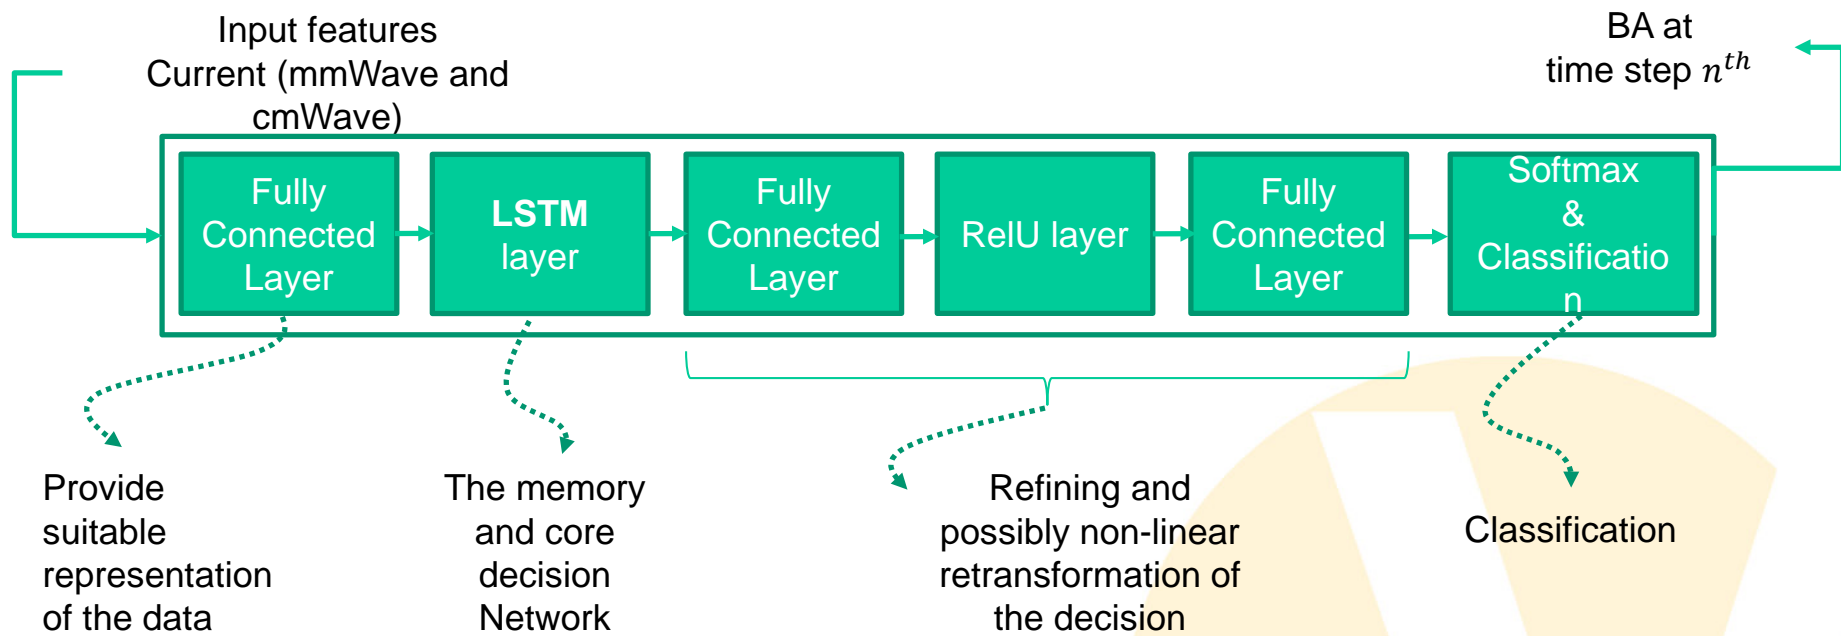 Input features
Current (mmWave and
cmWave)
BA at
time step nᵗʰ
Fully
Connected
Layer
LSTM
layer
Fully
Connected
Layer
RelU layer
Fully
Connected
Layer
Softmax
&
Classificatio
n
Provide
suitable
representation
of the data
The memory
and core
decision
Network
Refining and
possibly non-linear
retransformation of
the decision
Classification